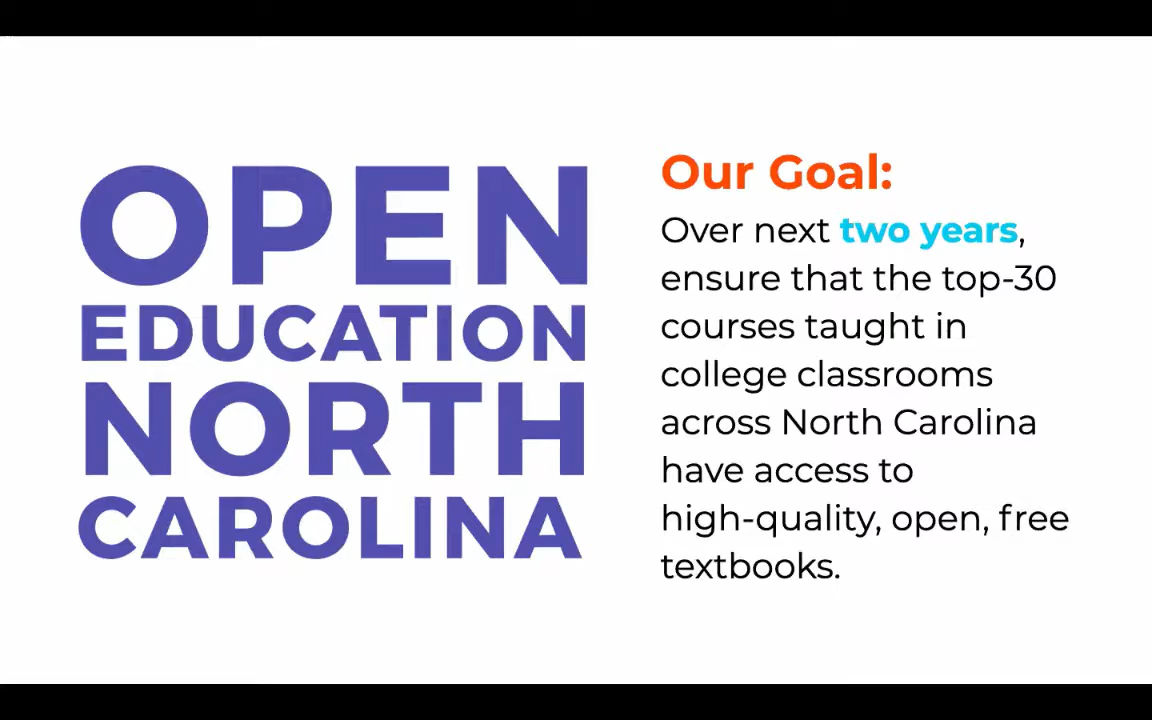 OPEN
EDUCATION
NORTH
CAROLINA
Our Goal:
Over next two years,
ensure that the top-30
courses taught in
college classrooms
across North Carolina
have access to
high-quality, open, free
textbooks.